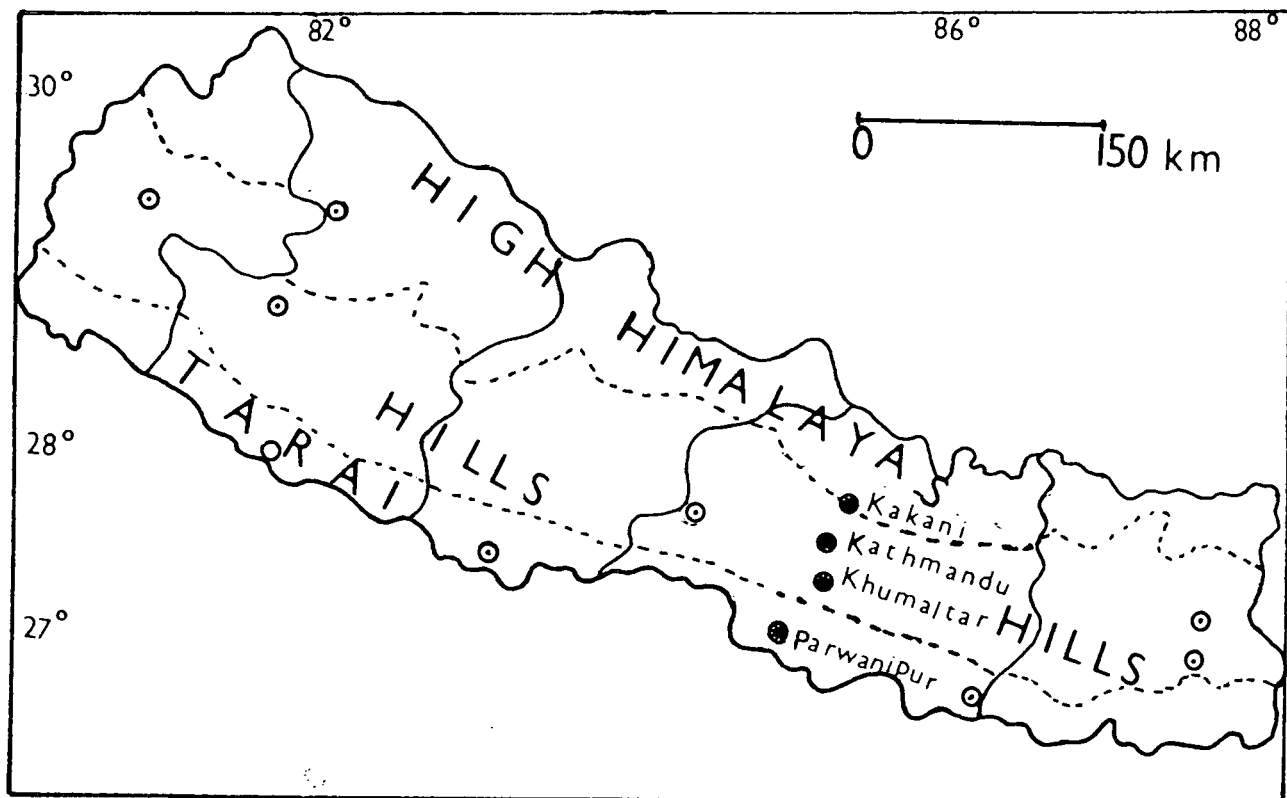 82° 86° 88°
30°
0 150 km
HIGH HIMALAYA
TARAI
HILLS
28°
Kakani
Kathmandu
Khumaltar
HILLS
27°
Parwanipur